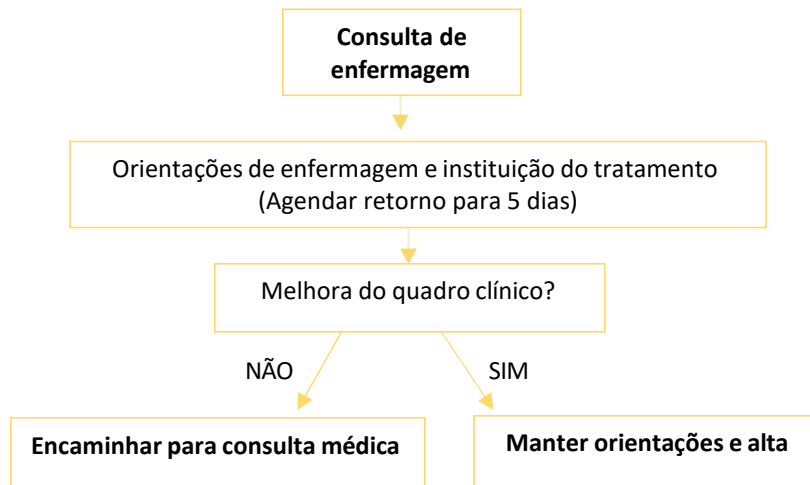 Consulta de
enfermagem
Orientações de enfermagem e instituição do tratamento
(Agendar retorno para 5 dias)
Melhora do quadro clínico?
NÃO
SIM
Encaminhar para consulta médica
Manter orientações e alta